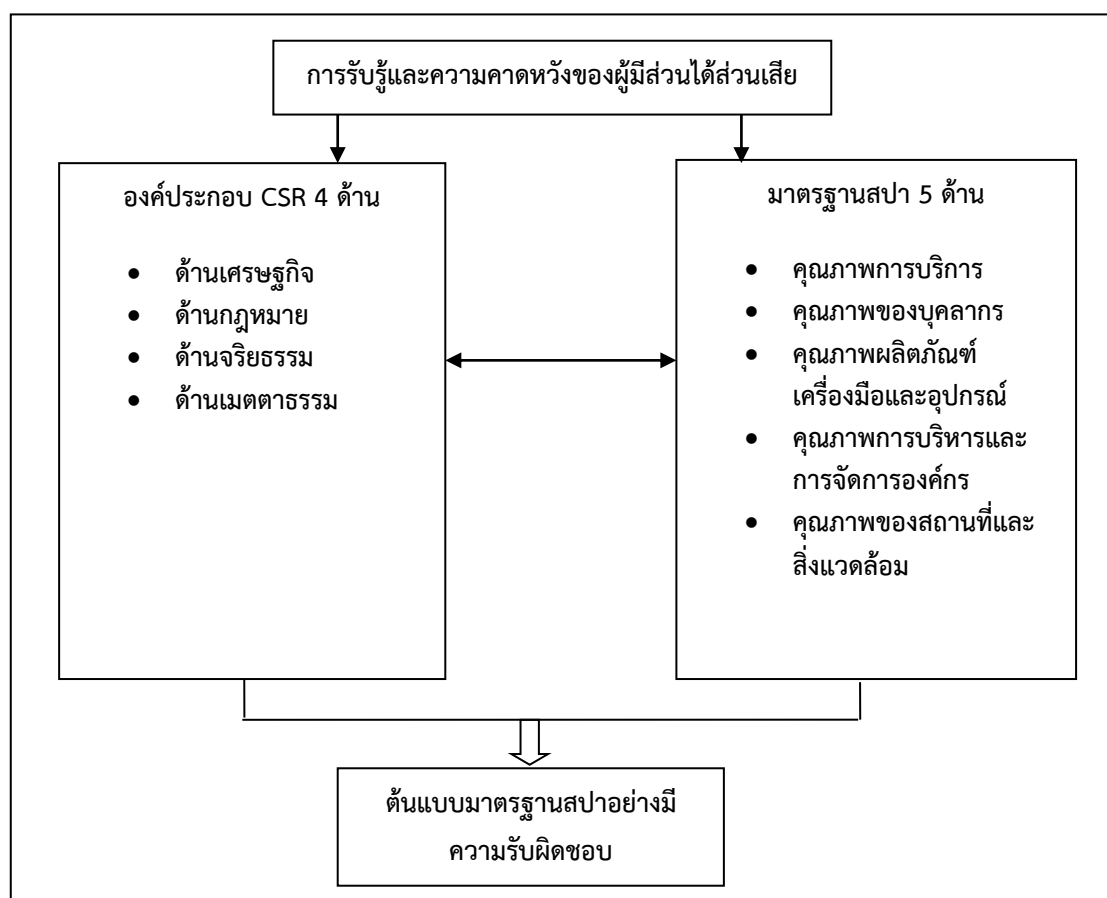 การรับรู้และความคาดหวังของผู้มีส่วนได้ส่วนเสีย
องค์ประกอบ CSR 4 ด้าน
• ด้านเศรษฐกิจ
• ด้านกฎหมาย
• ด้านจริยธรรม
• ด้านเมตตาธรรม
มาตรฐานสปา 5 ด้าน
• คุณภาพการบริการ
• คุณภาพของบุคลากร
• คุณภาพผลิตภัณฑ์
เครื่องมือและอุปกรณ์
• คุณภาพการบริหารและ
การจัดการองค์กร
• คุณภาพของสถานที่และ
สิ่งแวดล้อม
ต้นแบบมาตรฐานสปาอย่างมี
ความรับผิดชอบ